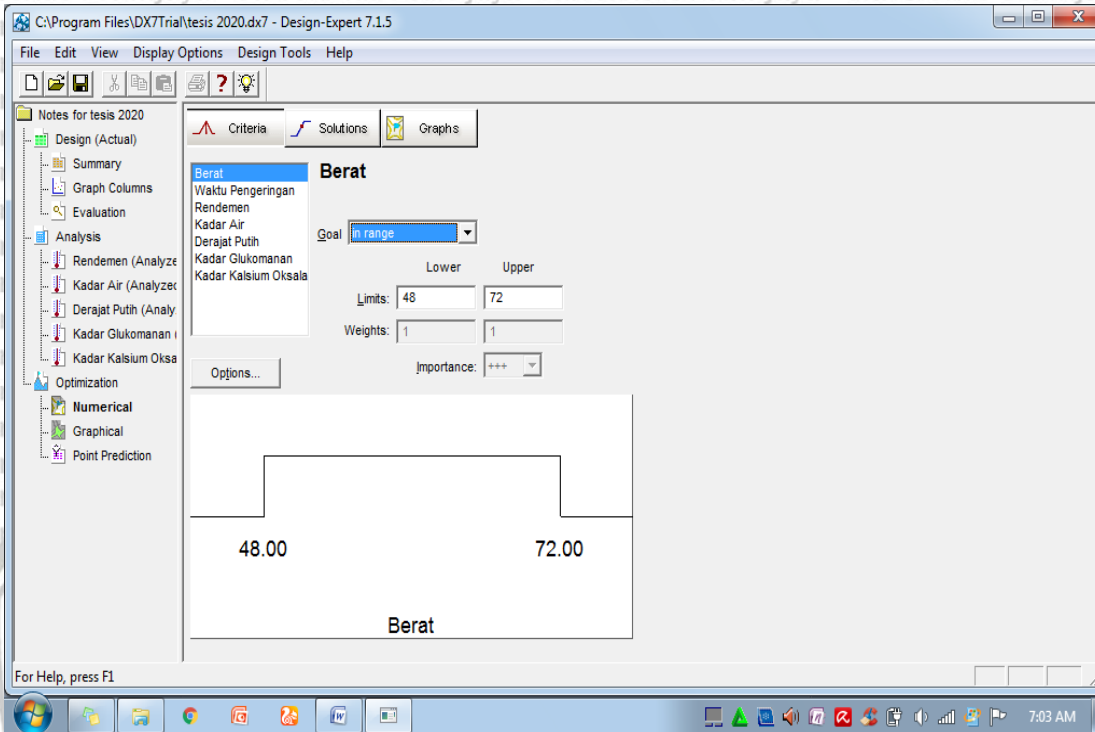 C:\Program Files\DX7Trial\tesis 2020.dx7 - Design-Expert 7.1.5
File Edit View Display Options Design Tools Help
Notes for tesis 2020
Design (Actual)
Summary
Graph Columns
Evaluation
Analysis
Rendemen (Analyze
Kadar Air (Analyzed
Derajat Putih (Analy
Kadar Glukomanan (
Kadar Kalsium Oksa
Optimization
Numerical
Graphical
Point Prediction
Criteria Solutions Graphs
Berat
Waktu Pengeringan
Rendemen
Kadar Air
Derajat Putih
Kadar Glukomanan
Kadar Kalsium Oksala
Options...
Berat
Goal in range
Lower Upper
Limits: 48 72
Weights: 1 1
Importance: +++
48.00 72.00
Berat
For Help, press F1
7:03 AM